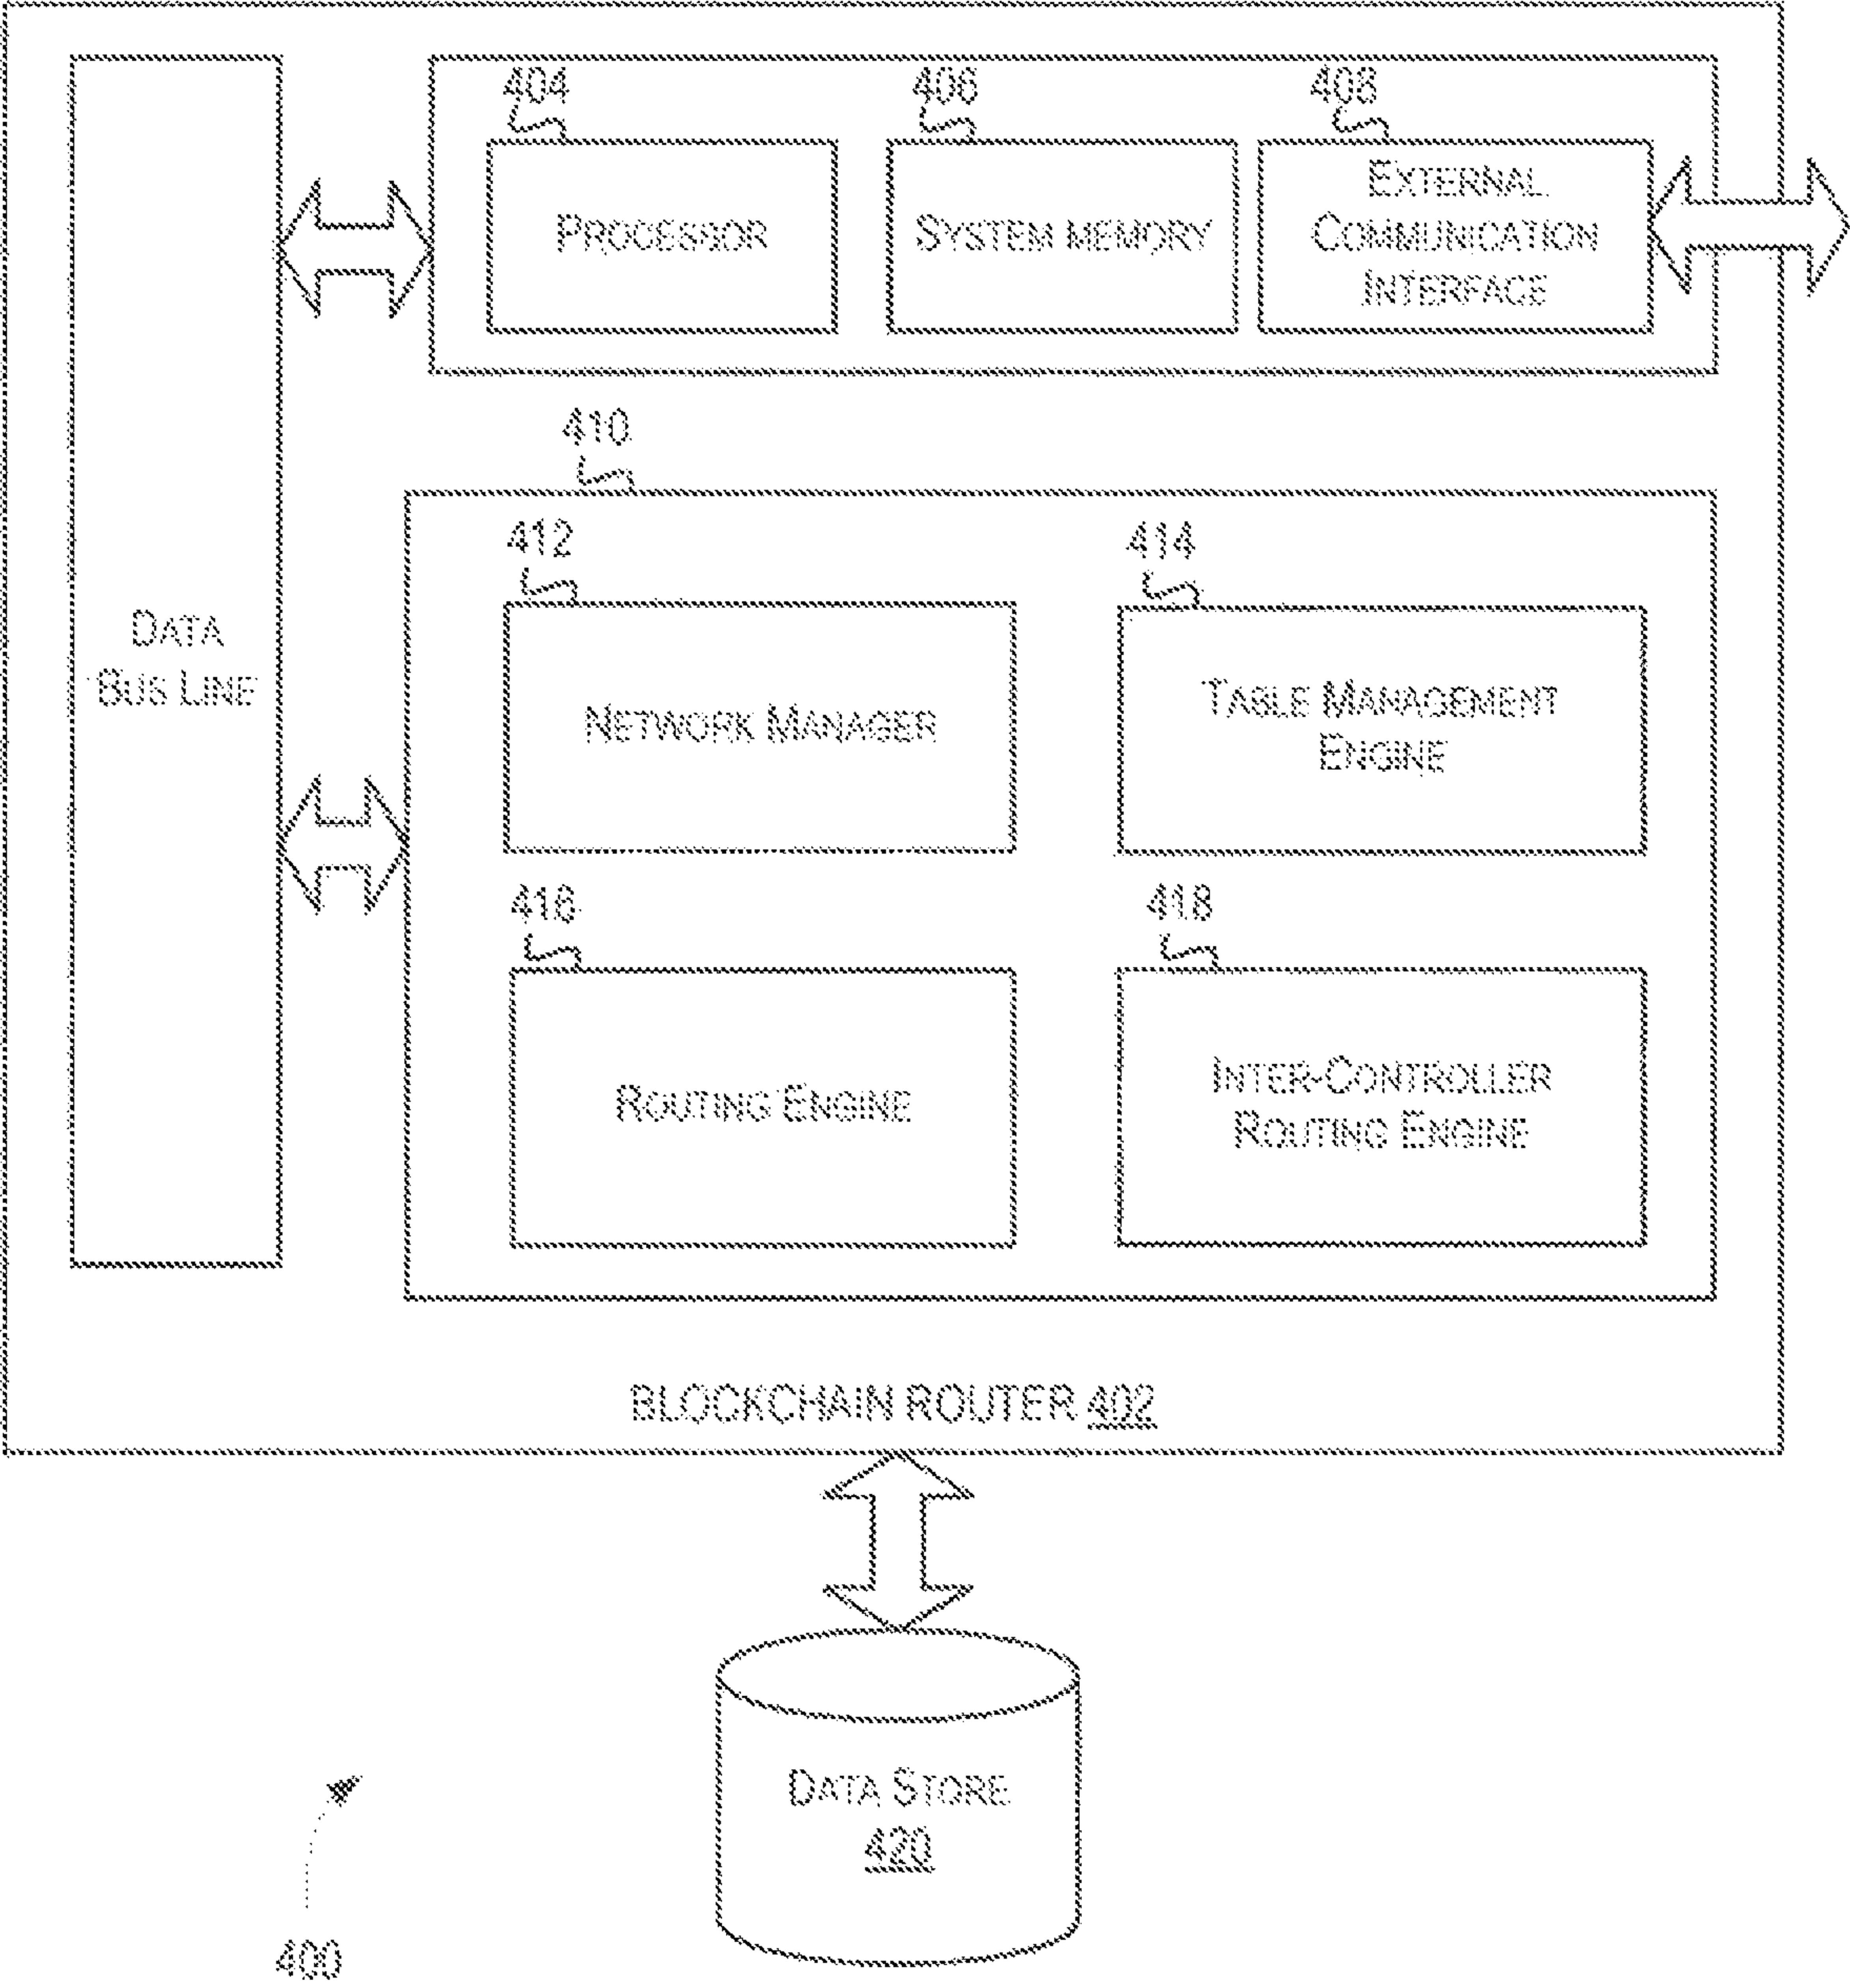 404
406
408
PROCESSOR
SYSTEM MEMORY
EXTERNAL
COMMUNICATION
INTERFACE
410
412
414
DATA
BUS LINE
NETWORK MANAGER
TABLE MANAGEMENT
ENGINE
416
418
ROUTING ENGINE
INTER-CONTROLLER
ROUTING ENGINE
BLOCKCHAIN ROUTER 402
DATA STORE
420
400